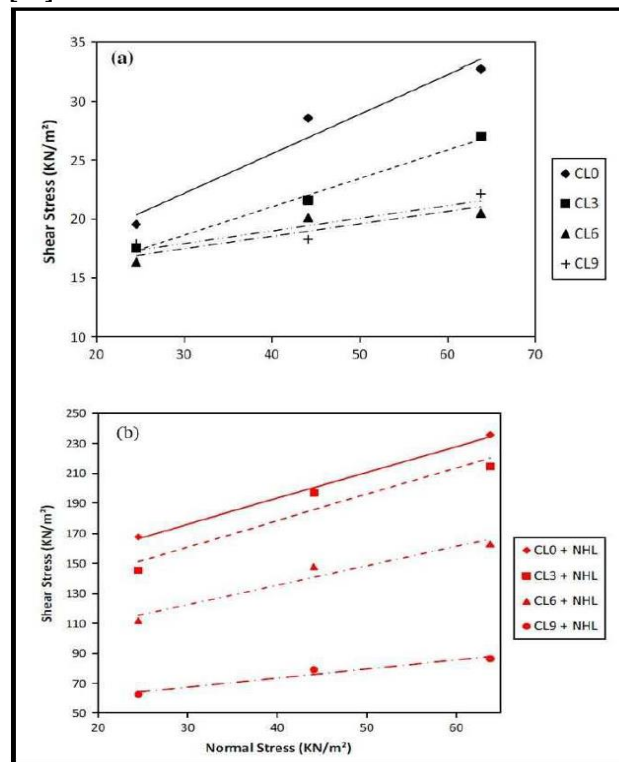 (a)
35
30
25
20
15
10
Shear Stress (KN/m²)
20 30 40 50 60 70
CL0
CL3
CL6
CL9
(b)
250
230
210
190
170
150
130
110
90
70
50
Shear Stress (KN/m²)
20 30 40 50 60
Normal Stress (KN/m²)
CL0 + NHL
CL3 + NHL
CL6 + NHL
CL9 + NHL